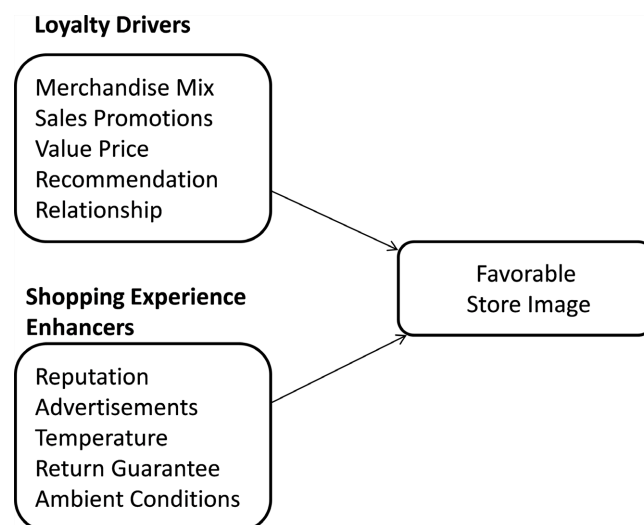 Loyalty Drivers
Merchandise Mix
Sales Promotions
Value Price
Recommendation
Relationship
Favorable
Store Image
Shopping Experience
Enhancers
Reputation
Advertisements
Temperature
Return Guarantee
Ambient Conditions